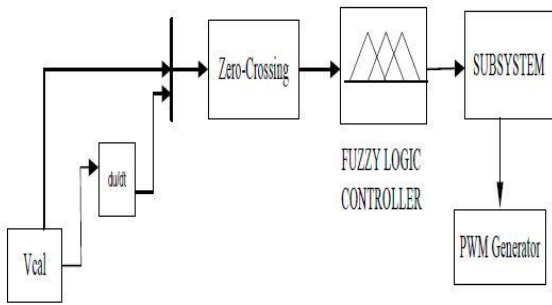 Zero-Crossing
SUBSYSTEM
FUZZY LOGIC
CONTROLLER
du/dt
Vcal
PWM Generator